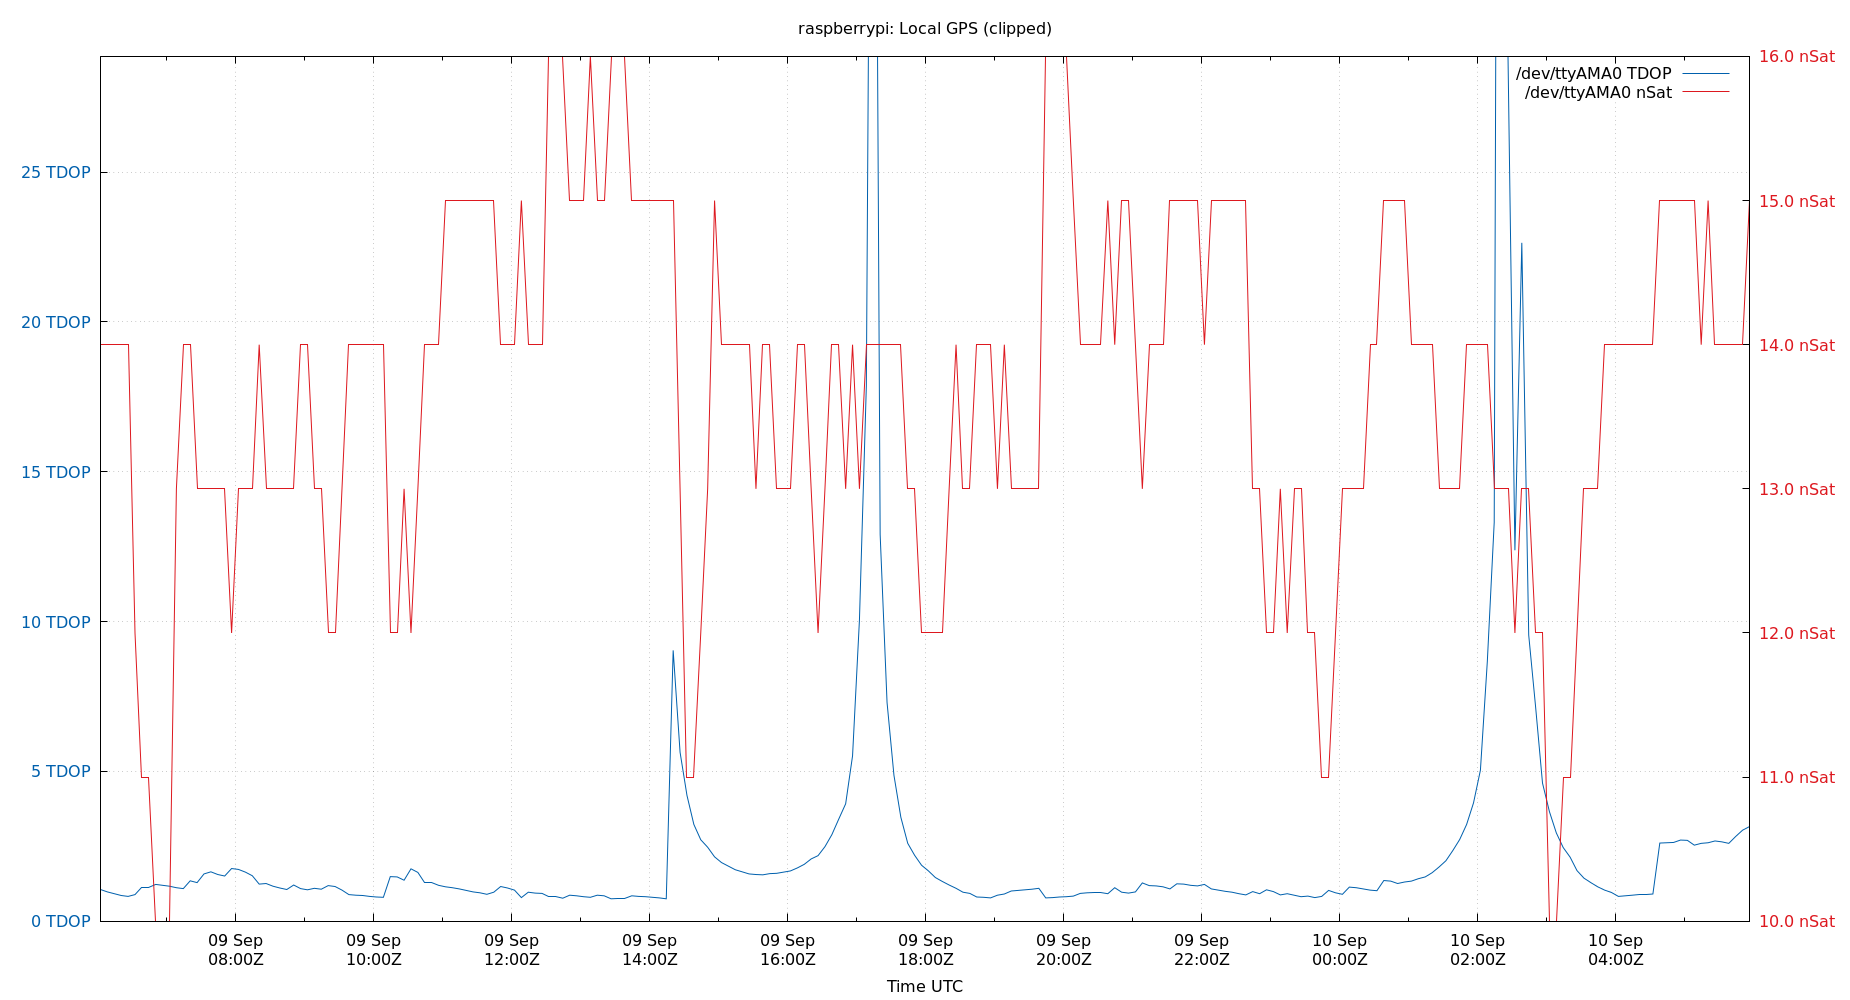 raspberrypi: Local GPS (clipped)
/dev/ttyAMA0 TDOP
/dev/ttyAMA0 nSat
25 TDOP
20 TDOP
15 TDOP
10 TDOP
5 TDOP
0 TDOP
16.0 nSat
15.0 nSat
14.0 nSat
13.0 nSat
12.0 nSat
11.0 nSat
10.0 nSat
09 Sep
08:00Z
09 Sep
10:00Z
09 Sep
12:00Z
09 Sep
14:00Z
09 Sep
16:00Z
09 Sep
18:00Z
09 Sep
20:00Z
09 Sep
22:00Z
10 Sep
00:00Z
10 Sep
02:00Z
10 Sep
04:00Z
Time UTC